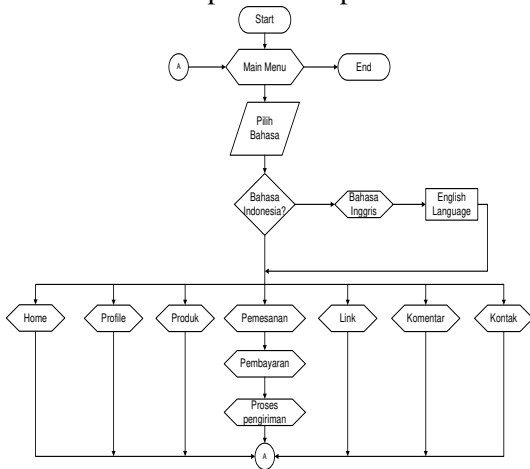 Start
A
Main Menu
End
Pilih
Bahasa
Bahasa
Indonesia?
Bahasa
Inggris
English
Language
Home
Profile
Produk
Pemesanan
Link
Komentar
Kontak
Pembayaran
Proses
pengiriman
A